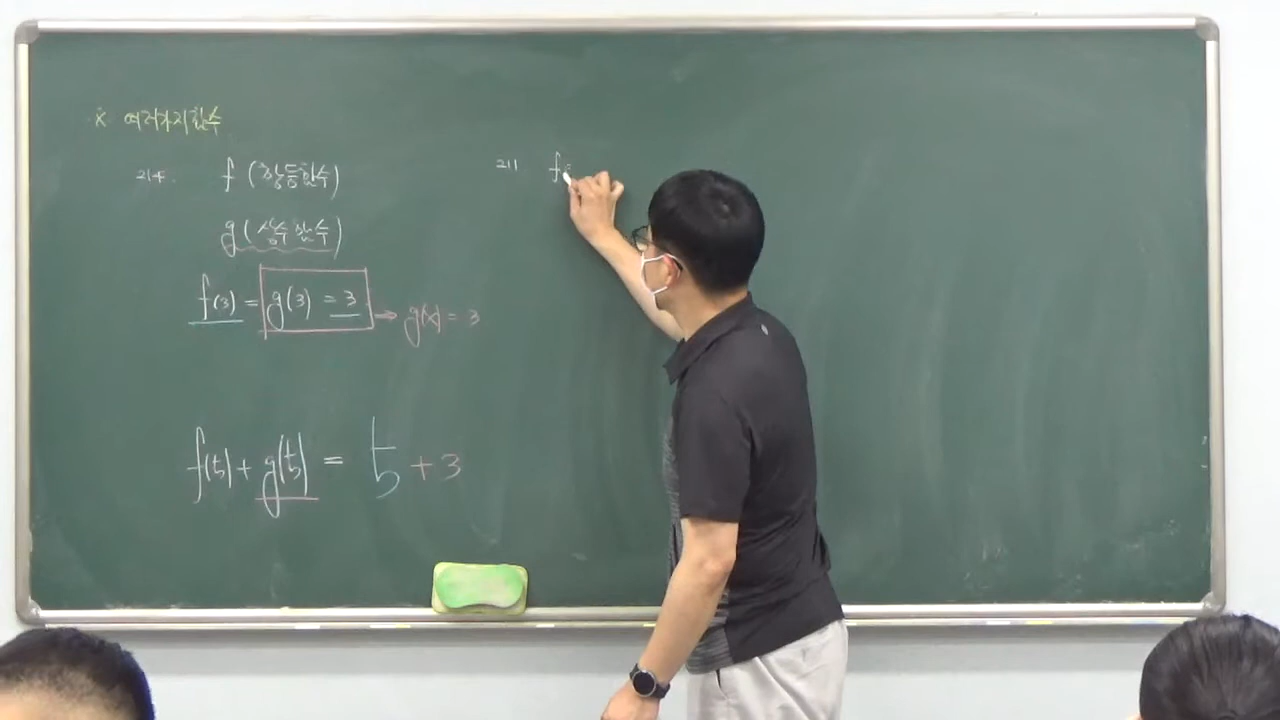 ※ 여러가지함수
f (항등함수)
g (상수함수)
f(3) = g(3) = 3 → g(x) = 3
f(5) + g(5) = 5 + 3
211 f